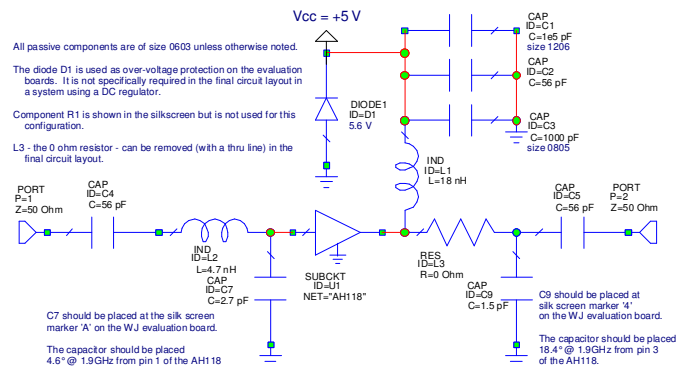 Vcc = +5 V
CAP
ID=C1
C=1e5 pF
size 1206
All passive components are of size 0603 unless otherwise noted.
The diode D1 is used as over-voltage protection on the evaluation
boards. It is not specifically required in the final circuit layout in
a system using a DC regulator.
CAP
ID=C2
C=56 pF
DIODE1
ID=D1
5.6 V
Component R1 is shown in the silkscreen but is not used for this
configuration.
CAP
ID=C3
C=1000 pF
size 0805
L3 - the 0 ohm resistor - can be removed (with a thru line) in the
final circuit layout.
IND
ID=L1
L=18 nH
PORT
P=1
Z=50 Ohm
CAP
ID=C4
C=56 pF
CAP
ID=C5
C=56 pF
PORT
P=2
Z=50 Ohm
IND
ID=L2
L=4.7 nH
CAP
ID=C7
C=2.7 pF
SUBCKT
ID=U1
NET="AH118"
RES
ID=L3
R=0 Ohm
CAP
ID=C9
C=1.5 pF
C9 should be placed at
silk screen marker '4'
on the WJ evaluation board.
The capacitor should be placed
18.4° @ 1.9GHz from pin 3
of the AH118.
C7 should be placed at the silk screen
marker 'A' on the WJ evaluation board.
The capacitor should be placed
4.6° @ 1.9GHz from pin 1 of the AH118